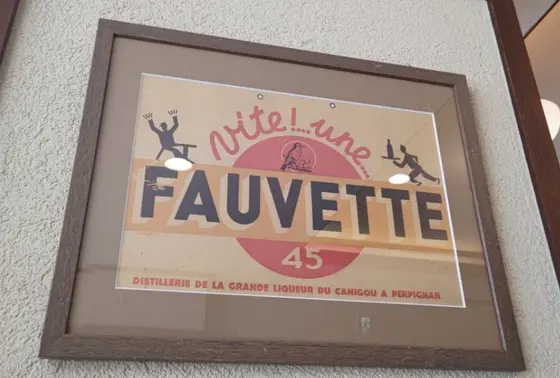 Vite!... une...
FAUVETTE
45
DISTILLERIE DE LA GRANDE LIQUEUR DU CANIGOU A PERPIGNAN